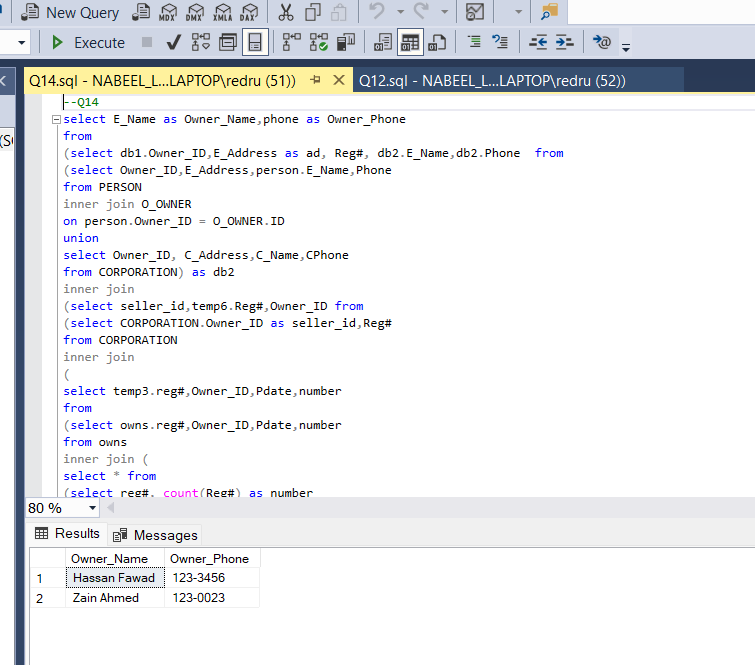 New Query MDX DMX XMLA DAX
Execute
Q14.sql - NABEEL_L...LAPTOP\redru (51)) Q12.sql - NABEEL_L...LAPTOP\redru (52))
--Q14
select E_Name as Owner_Name,phone as Owner_Phone
from
(select db1.Owner_ID,E_Address as ad, Reg#, db2.E_Name,db2.Phone  from
(select Owner_ID,E_Address,person.E_Name,Phone
from PERSON
inner join O_OWNER
on person.Owner_ID = O_OWNER.ID
union
select Owner_ID, C_Address,C_Name,CPhone
from CORPORATION) as db2
inner join
(select seller_id,temp6.Reg#,Owner_ID from
(select CORPORATION.Owner_ID as seller_id,Reg#
from CORPORATION
inner join
(
select temp3.reg#,Owner_ID,Pdate,number
from
(select owns.reg#,Owner_ID,Pdate,number
from owns
inner join (
select * from
(select reg#, count(Reg#) as number
80 %
Results Messages
Owner_Name Owner_Phone
1 Hassan Fawad 123-3456
2 Zain Ahmed 123-0023